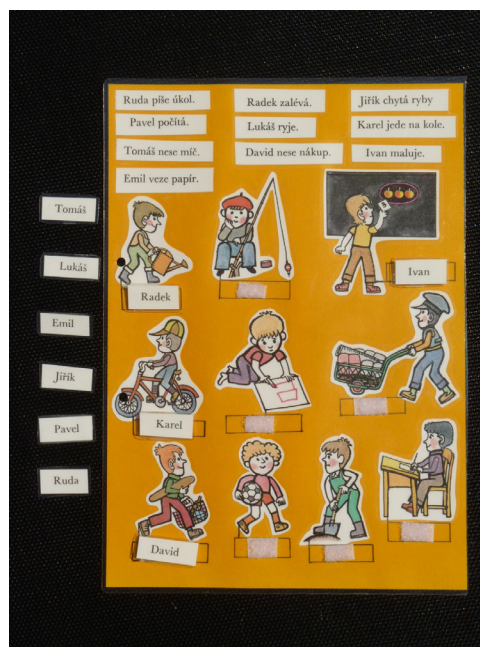 Ruda píše úkol.
Radek zalévá.
Jiřík chytá ryby
Pavel počítá.
Lukáš ryje.
Karel jede na kole.
Tomáš nese míč.
David nese nákup.
Ivan maluje.
Emil veze papír.
Tomáš
Lukáš
Emil
Jiřík
Pavel
Ruda
Radek
Ivan
Karel
David